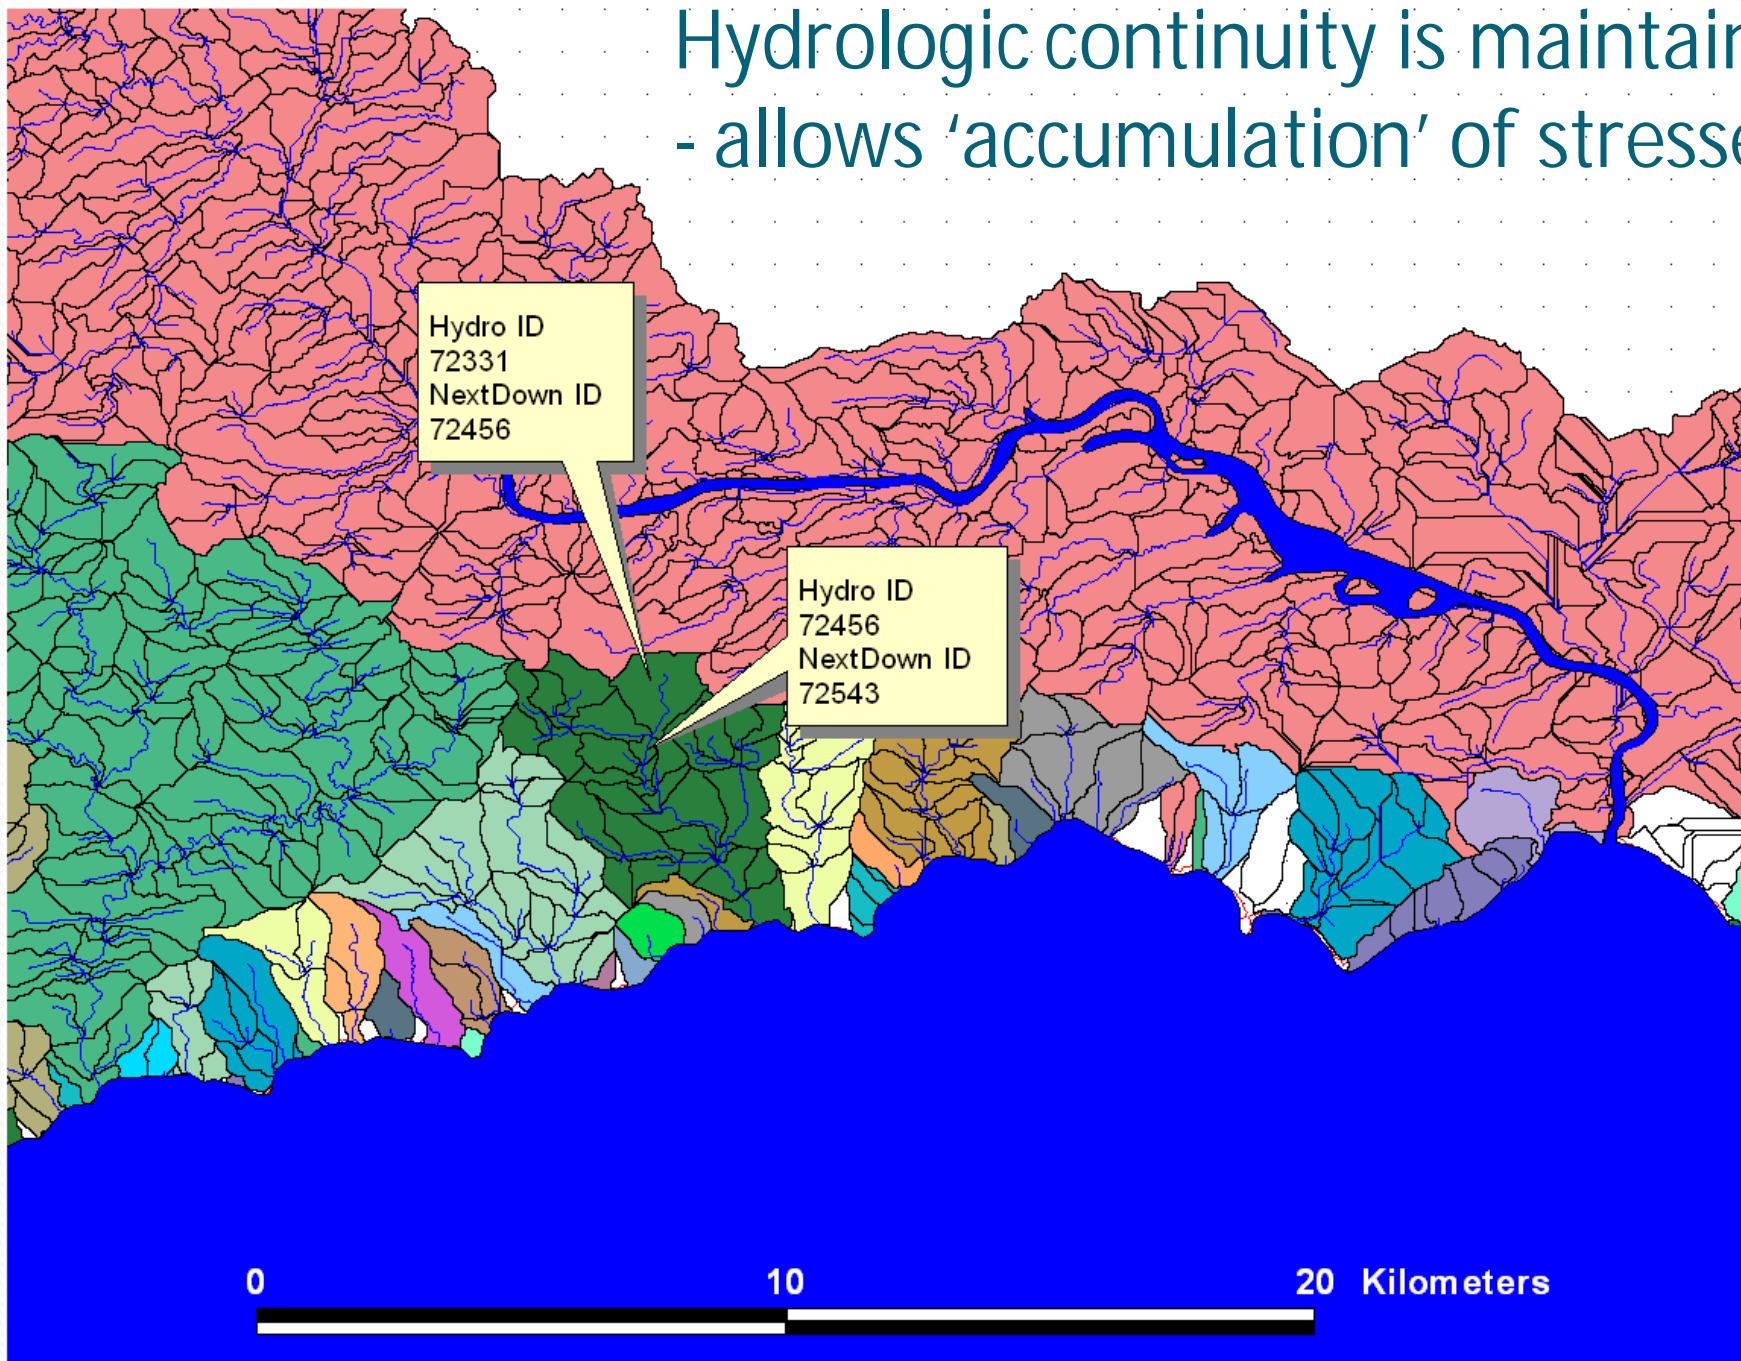 Hydrologic continuity is maintain
- allows ‘accumulation’ of stresse
Hydro ID
72331
NextDown ID
72456
Hydro ID
72456
NextDown ID
72543
0 10 20 Kilometers